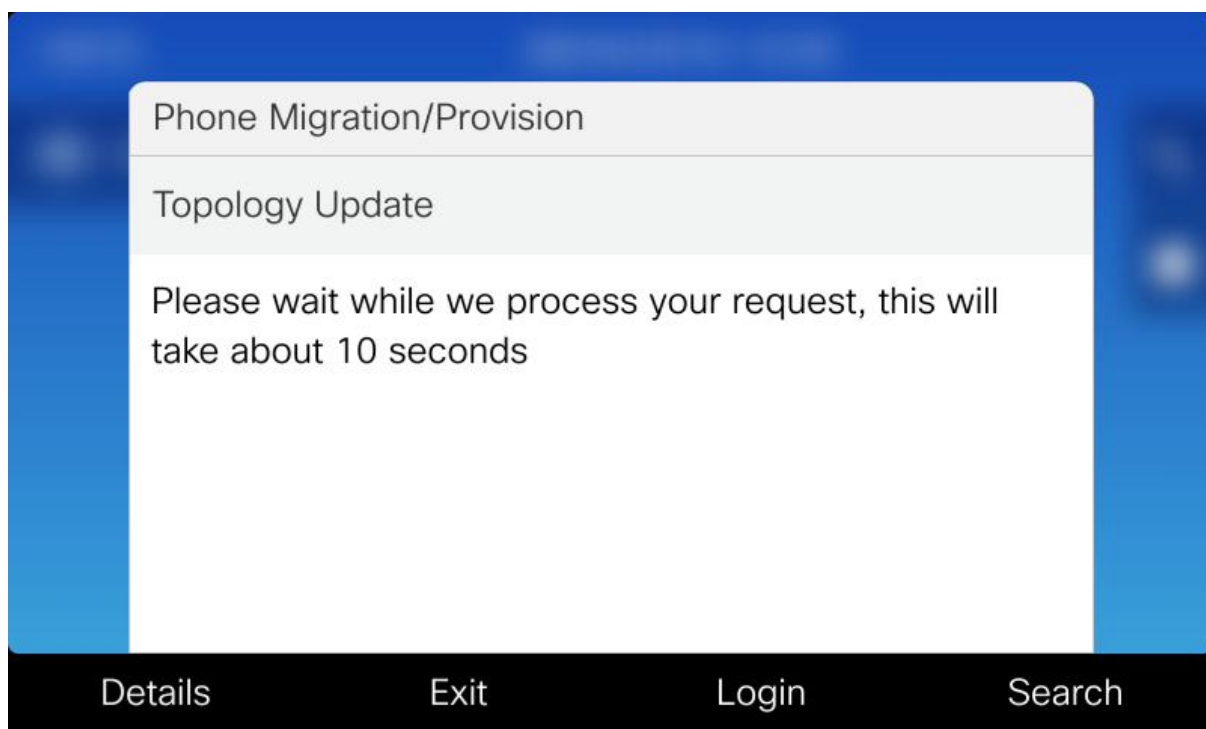 Phone Migration/Provision
Topology Update
Please wait while we process your request, this will
take about 10 seconds
Details Exit Login Search